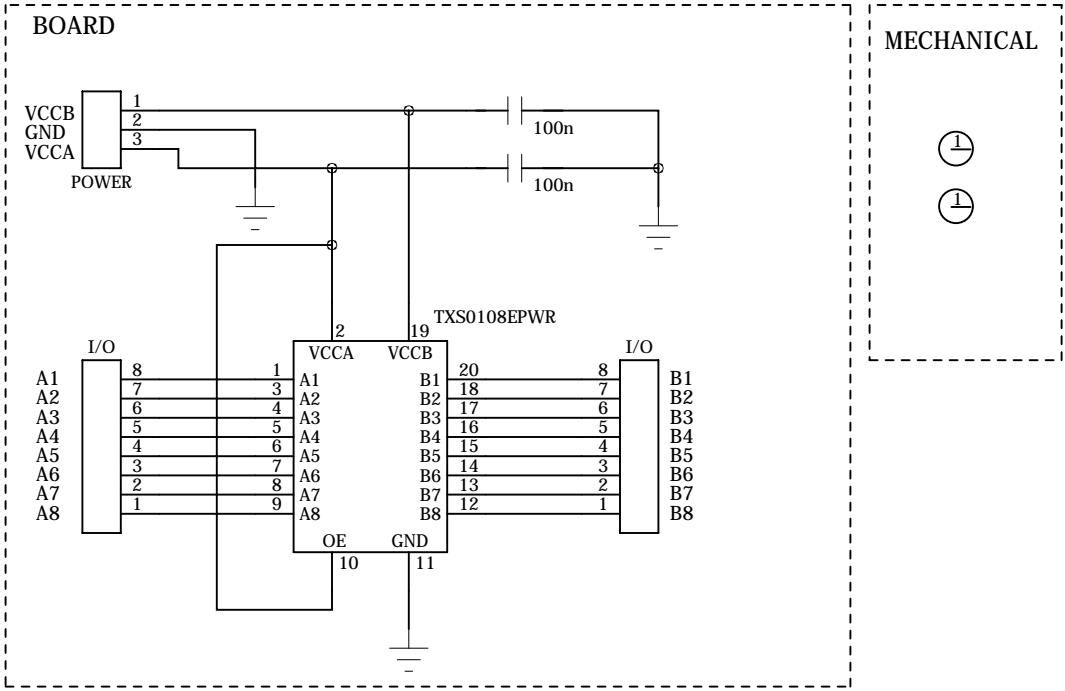 BOARD
MECHANICAL
VCCB 1
GND 2
VCCA 3
POWER
100n
100n
1
1
TXS0108EPWR
2 19
VCCA VCCB
I/O I/O
A1 8 1 A1 B1 20 8 B1
A2 7 3 A2 B2 18 7 B2
A3 6 4 A3 B3 17 6 B3
A4 5 5 A4 B4 16 5 B4
A5 4 6 A5 B5 15 4 B5
A6 3 7 A6 B6 14 3 B6
A7 2 8 A7 B7 13 2 B7
A8 1 9 A8 B8 12 1 B8
OE GND
10 11